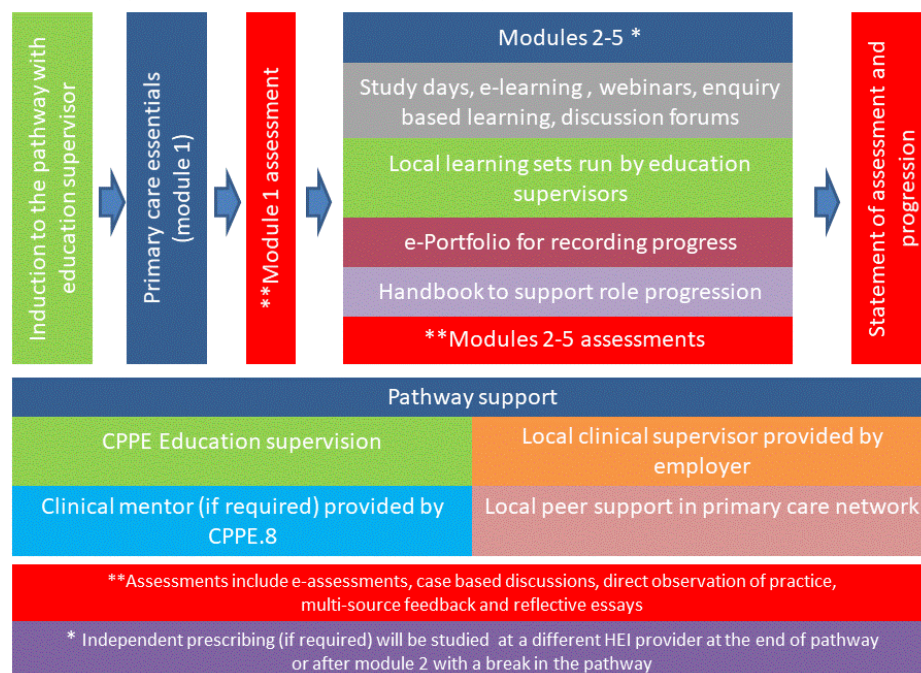 Induction to the pathway with
education supervisor
Primary care essentials
(module 1)
**Module 1 assessment
Modules 2-5 *
Study days, e-learning , webinars, enquiry
based learning, discussion forums
Local learning sets run by education
supervisors
e-Portfolio for recording progress
Handbook to support role progression
**Modules 2-5 assessments
Statement of assessment and
progression
Pathway support
CPPE Education supervision
Local clinical supervisor provided by
employer
Clinical mentor (if required) provided by
CPPE.8
Local peer support in primary care network
**Assessments include e-assessments, case based discussions, direct observation of practice,
multi-source feedback and reflective essays
* Independent prescribing (if required) will be studied at a different HEI provider at the end of pathway
or after module 2 with a break in the pathway